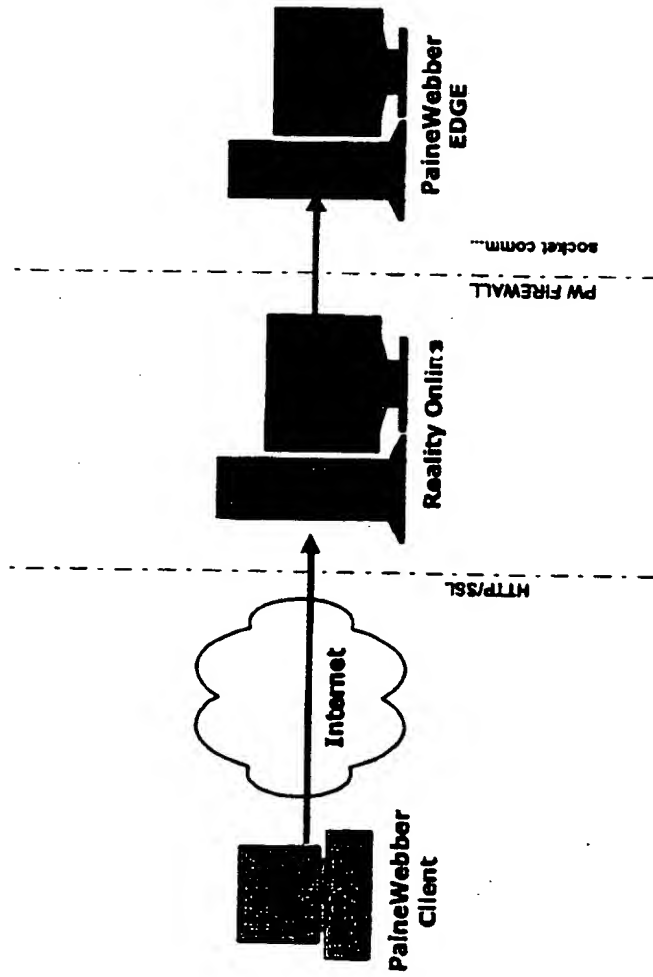 PaineWebber
Client
Internet
HTTP/SSL
Reality Online
PW FIREWALL
socket comm...
PaineWebber
EDGE